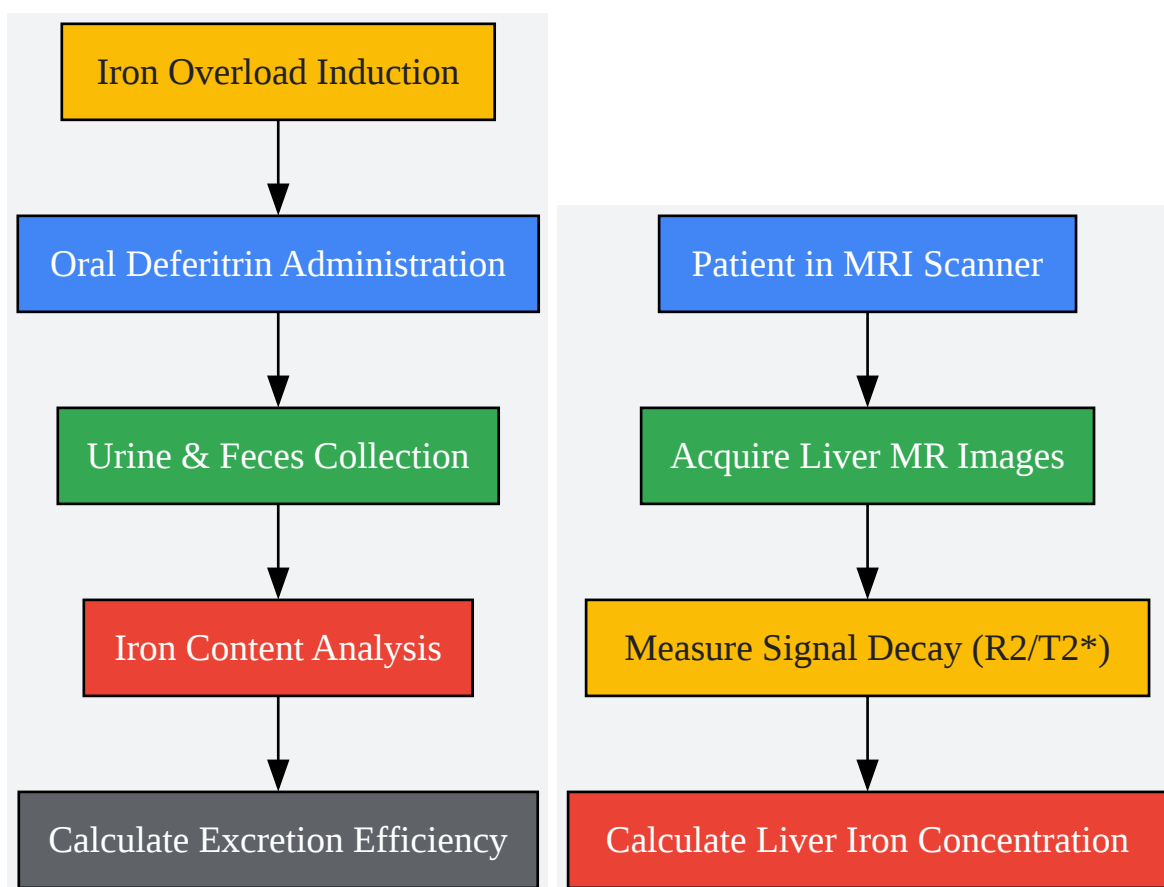 Iron Overload Induction
Oral Deferitrin Administration
Urine & Feces Collection
Iron Content Analysis
Calculate Excretion Efficiency
Patient in MRI Scanner
Acquire Liver MR Images
Measure Signal Decay (R2/T2*)
Calculate Liver Iron Concentration